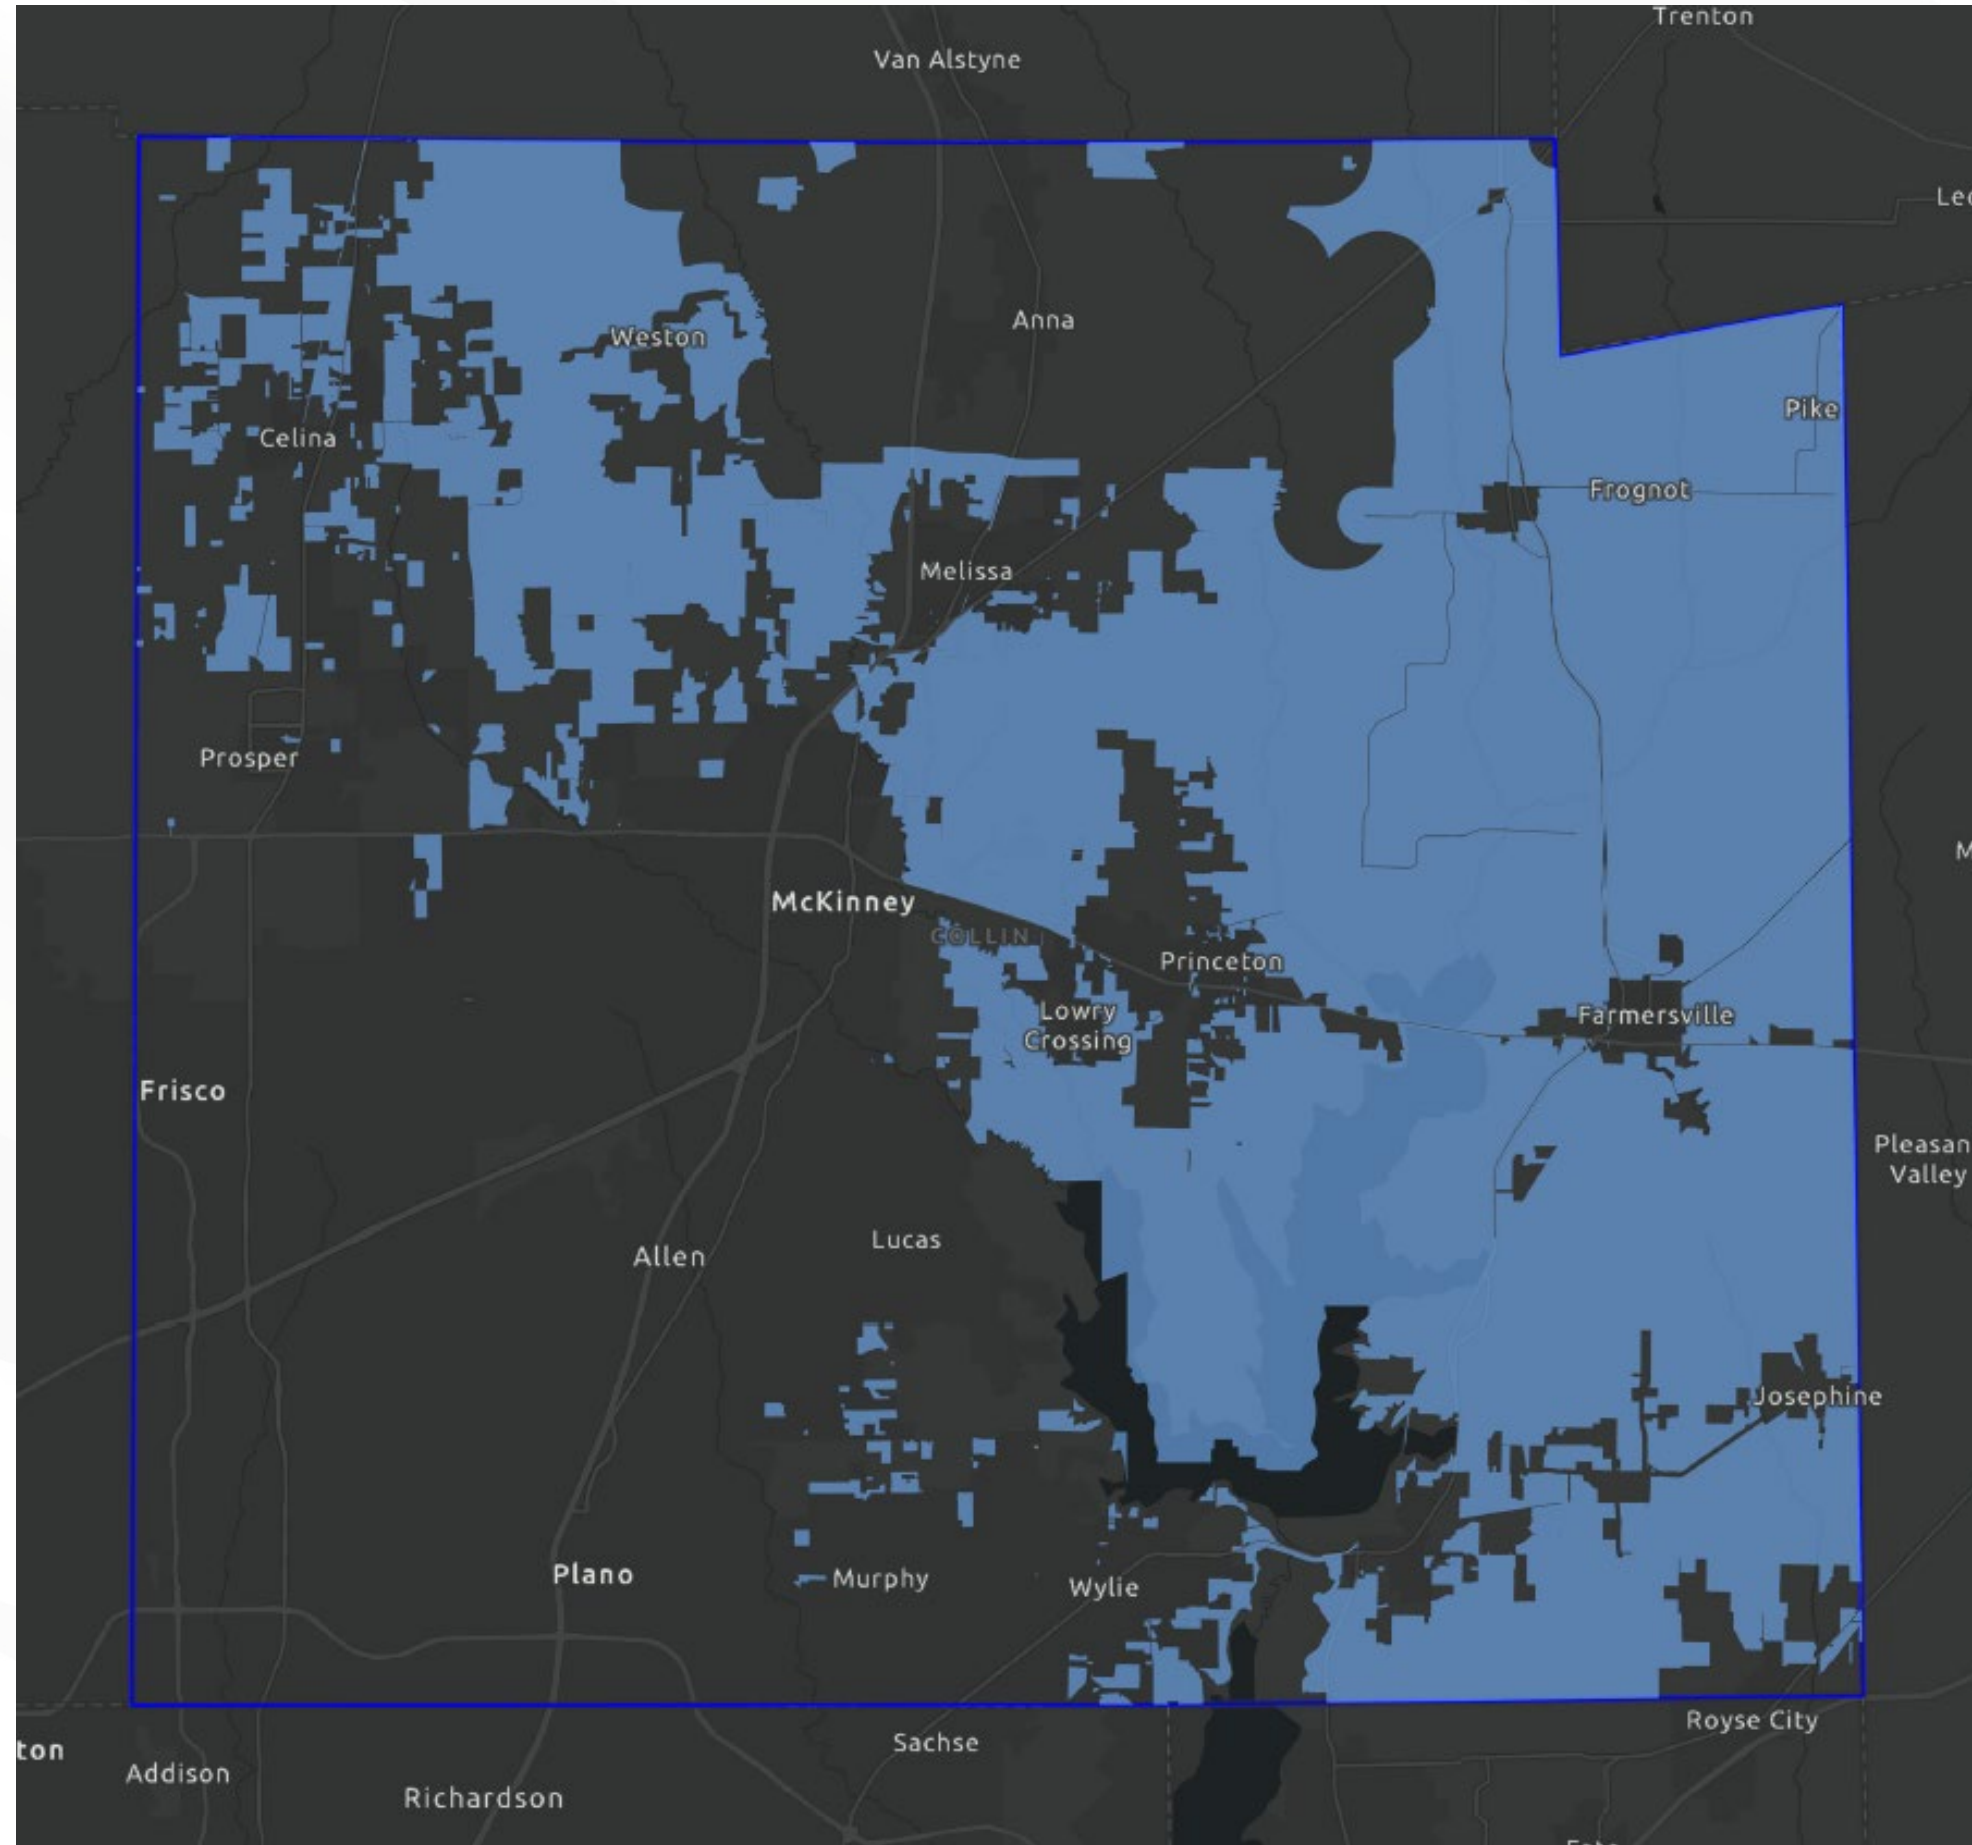 Trenton
Van Alstyne
Anna
Weston
Pike
Celina
Frognot
Melissa
Prosper
McKinney
COLLIN
Princeton
Lowry
Crossing
Farmersville
Frisco
Pleasan
Valley
Lucas
Allen
Josephine
Plano
Murphy
Wylie
Royse City
Sachse
ton
Addison
Richardson